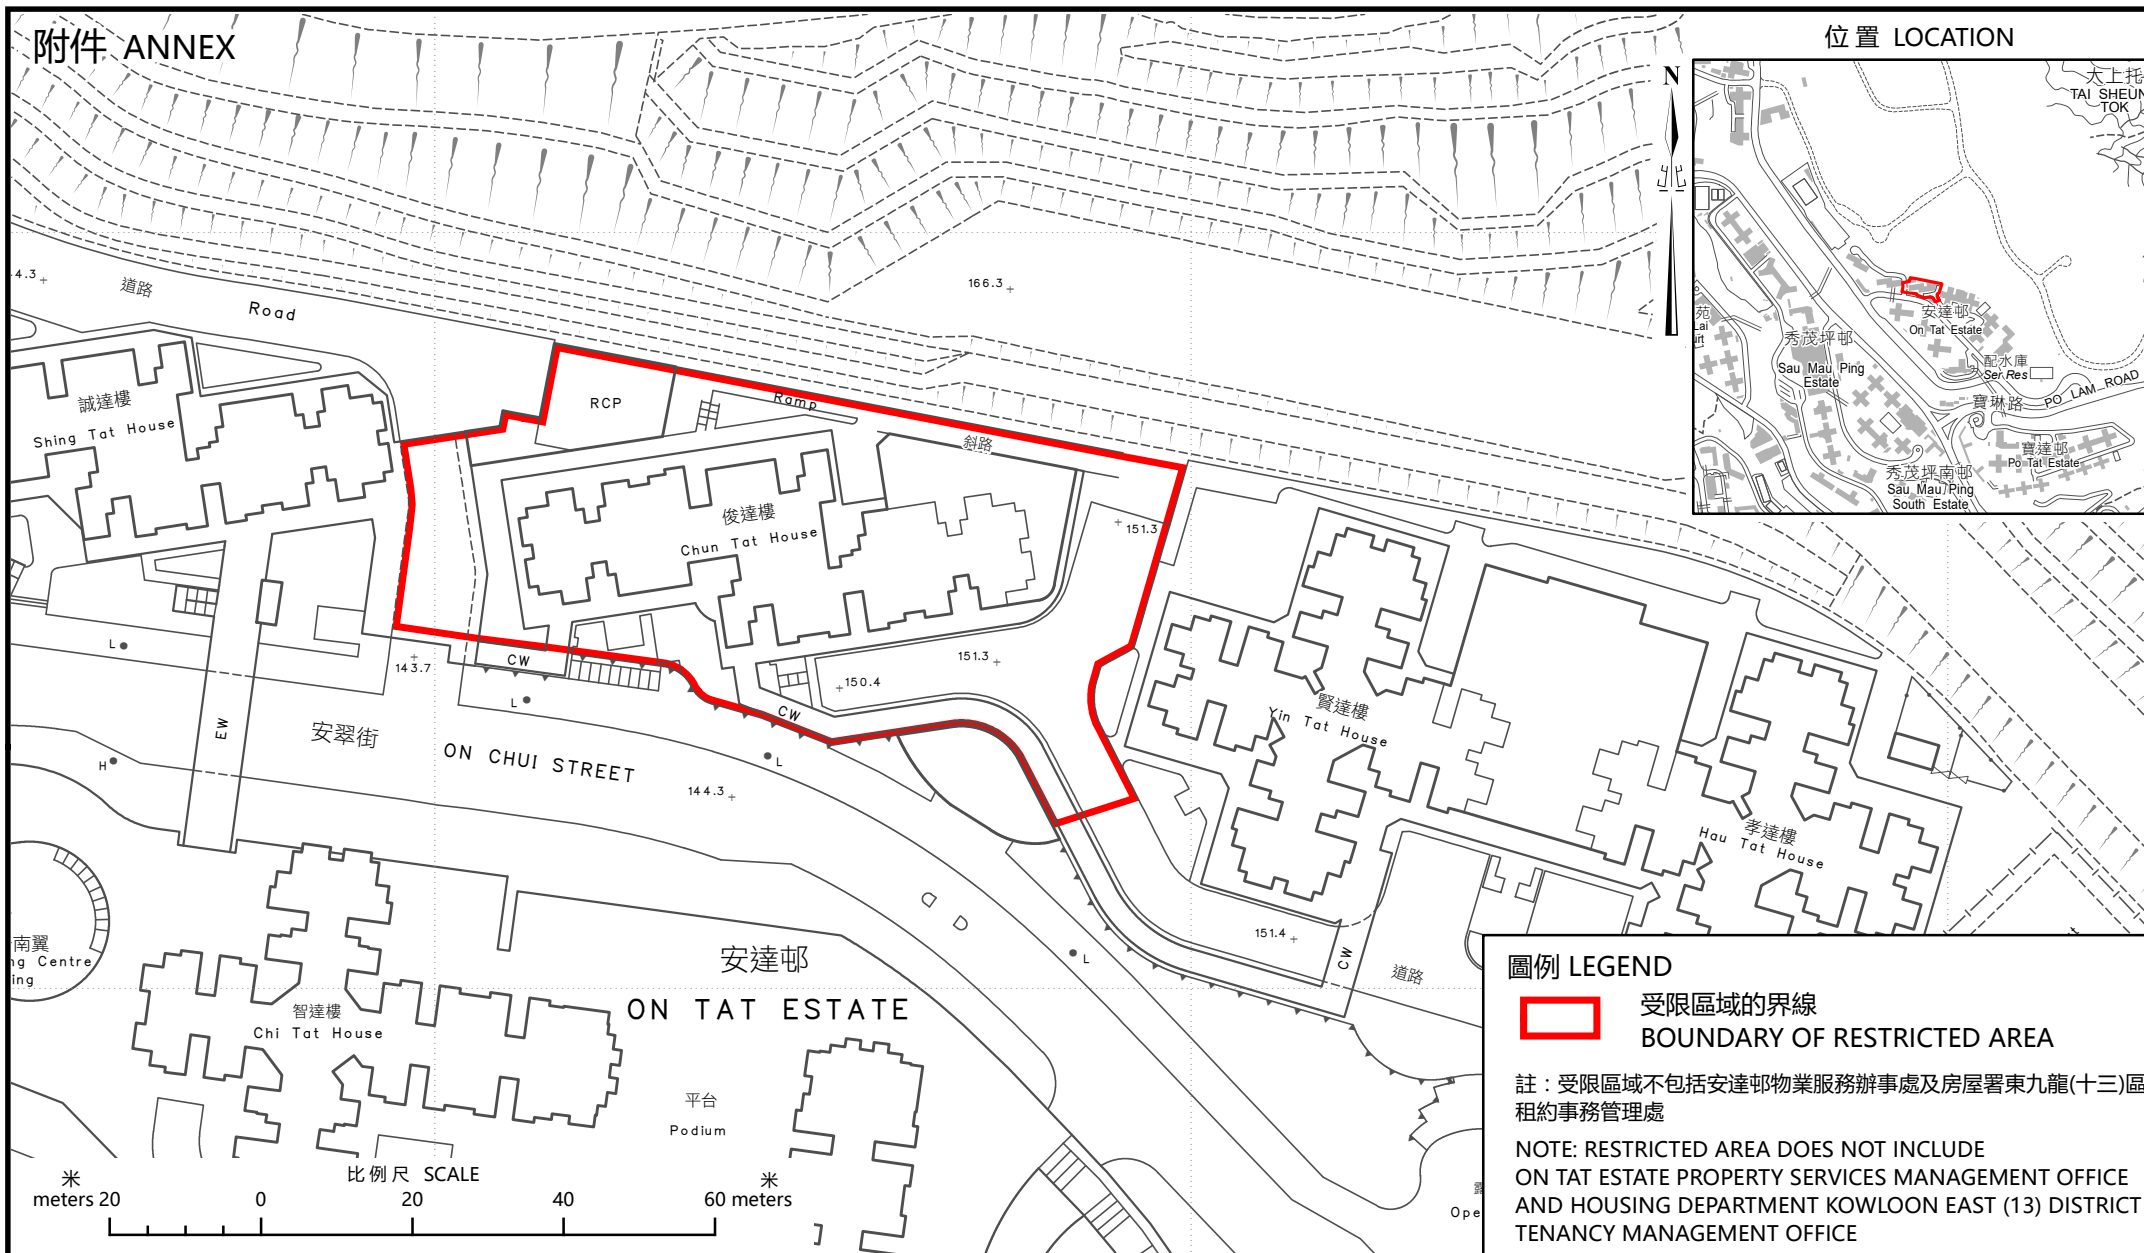 附件 ANNEX
位置 LOCATION
N
大上托
TAI SHEUN
TOK
苑
Lai
安達邨
On Tat Estate
秀茂坪邨
Sau Mau Ping
Estate
配水庫
Ser Res
寶琳路
PO LAM ROAD
寶達邨
Po Tat Estate
秀茂坪南邨
Sau Mau Ping
South Estate
4.3
道路
Road
166.3
誠達樓
Shing Tat House
RCP
Ramp
斜路
俊達樓
Chun Tat House
151.3
L
143.7
CW
151.3
150.4
L
CW
EW
安翠街
ON CHUI STREET
H
L
144.3
賢達樓
Yin Tat House
孝達樓
Hau Tat House
151.4
CW
道路
L
南翼
ng Centre
ing
安達邨
ON TAT ESTATE
智達樓
Chi Tat House
平台
Podium
Ope
米
meters 20 0 20 40 60 meters
比例尺 SCALE
米
圖例 LEGEND
受限區域的界線
BOUNDARY OF RESTRICTED AREA
註：受限區域不包括安達邨物業服務辦事處及房屋署東九龍(十三)區
租約事務管理處
NOTE: RESTRICTED AREA DOES NOT INCLUDE
ON TAT ESTATE PROPERTY SERVICES MANAGEMENT OFFICE
AND HOUSING DEPARTMENT KOWLOON EAST (13) DISTRICT
TENANCY MANAGEMENT OFFICE